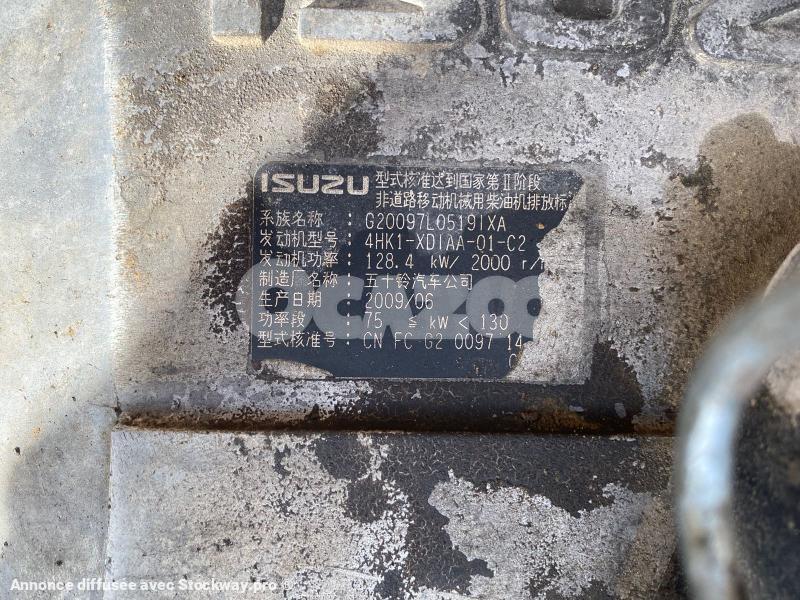 ISUZU 型式核准达到国家第II阶段
非道路移动机械用柴油机排放标
系族名称 : G20097L0519IXA
发动机型号 : 4HK1-XDIAA-01-C2
发动机功率 : 128.4 kW/ 2000 r/
制造厂名称 : 五十铃汽车公司
生产日期 : 2009/06
功率段 : 75 ≦ kW < 130
型式核准号 : CN FC G2 0097 14
OCAZOO
Annonce diffusée avec Stockway.pro ®